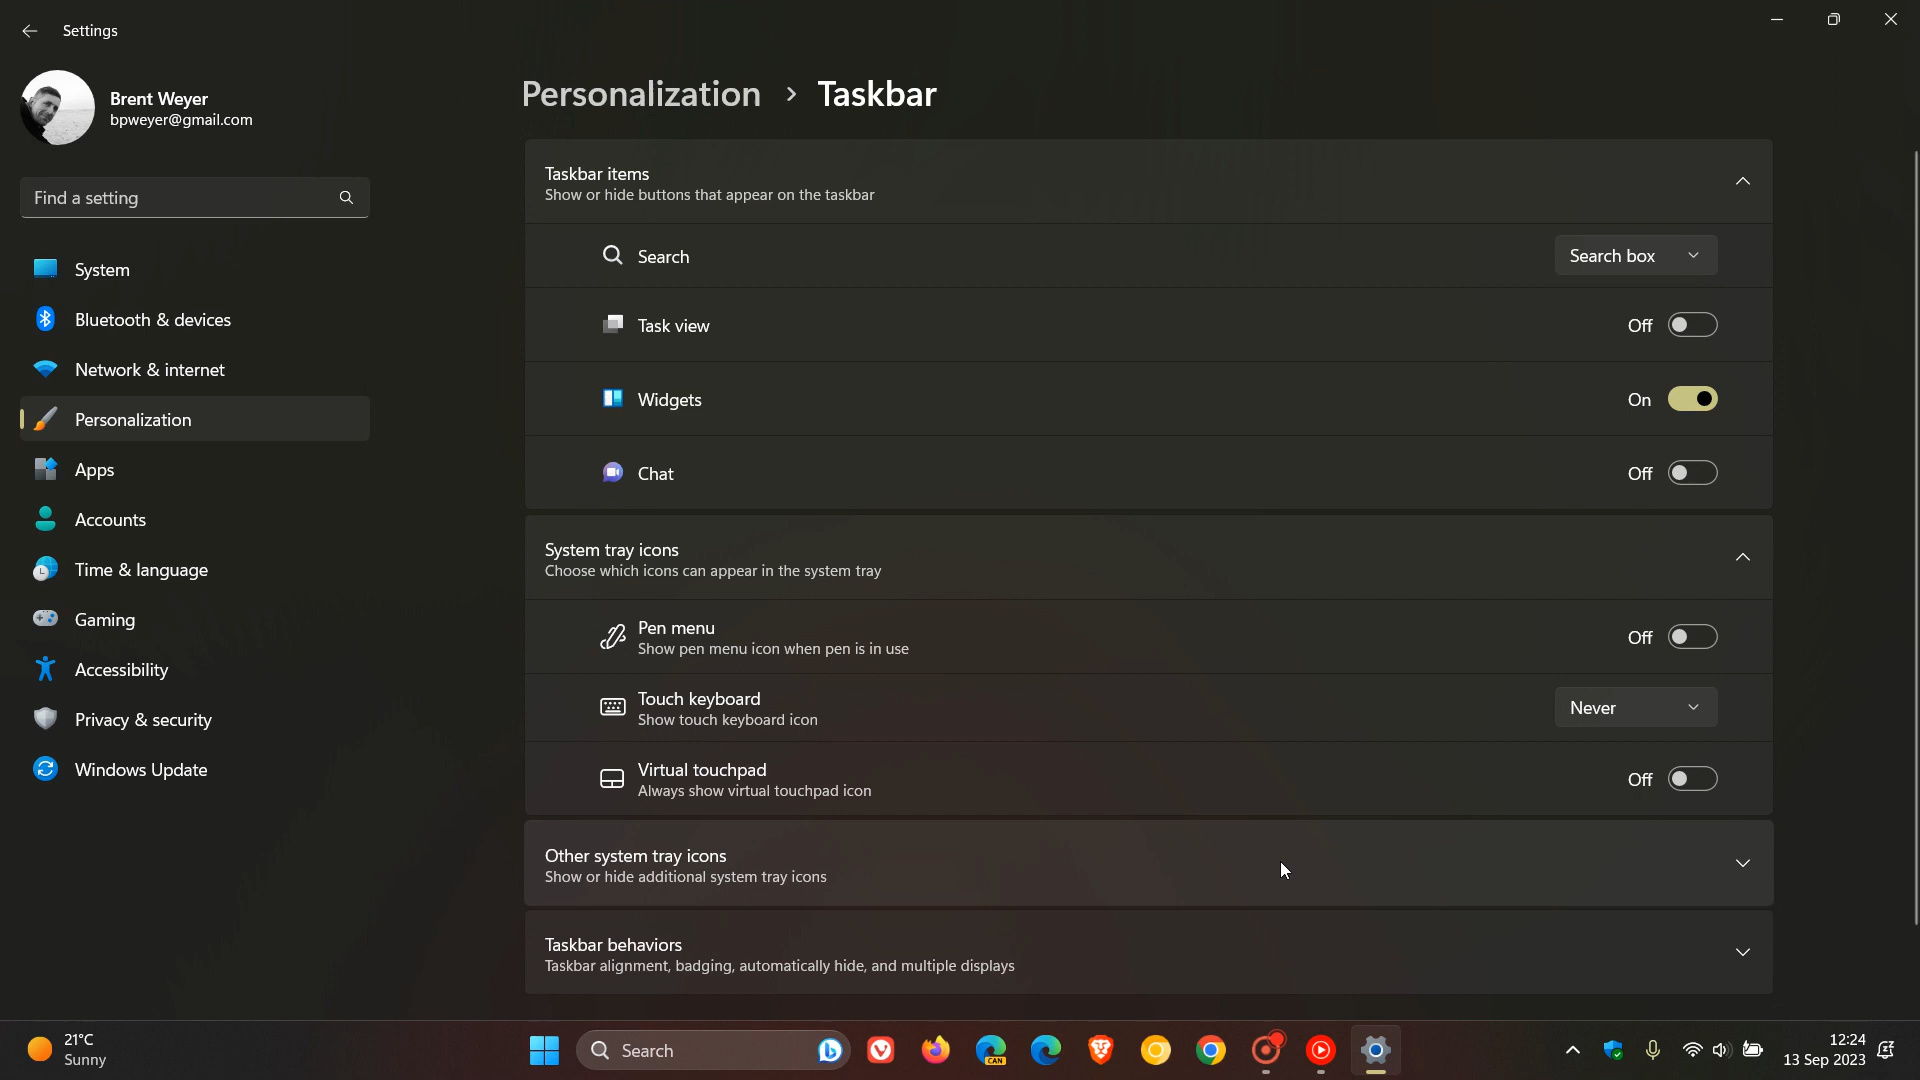 Settings
Brent Weyer
bpweyer@gmail.com
Find a setting
System
Bluetooth & devices
Network & internet
Personalization
Apps
Accounts
Time & language
Gaming
Accessibility
Privacy & security
Windows Update
Personalization > Taskbar
Taskbar items
Show or hide buttons that appear on the taskbar
Search Search box
Task view Off
Widgets On
Chat Off
System tray icons
Choose which icons can appear in the system tray
Pen menu
Show pen menu icon when pen is in use
Off
Touch keyboard
Show touch keyboard icon
Never
Virtual touchpad
Always show virtual touchpad icon
Off
Other system tray icons
Show or hide additional system tray icons
Taskbar behaviors
Taskbar alignment, badging, automatically hide, and multiple displays
21°C
Sunny
Search
CAN
12:24
13 Sep 2023